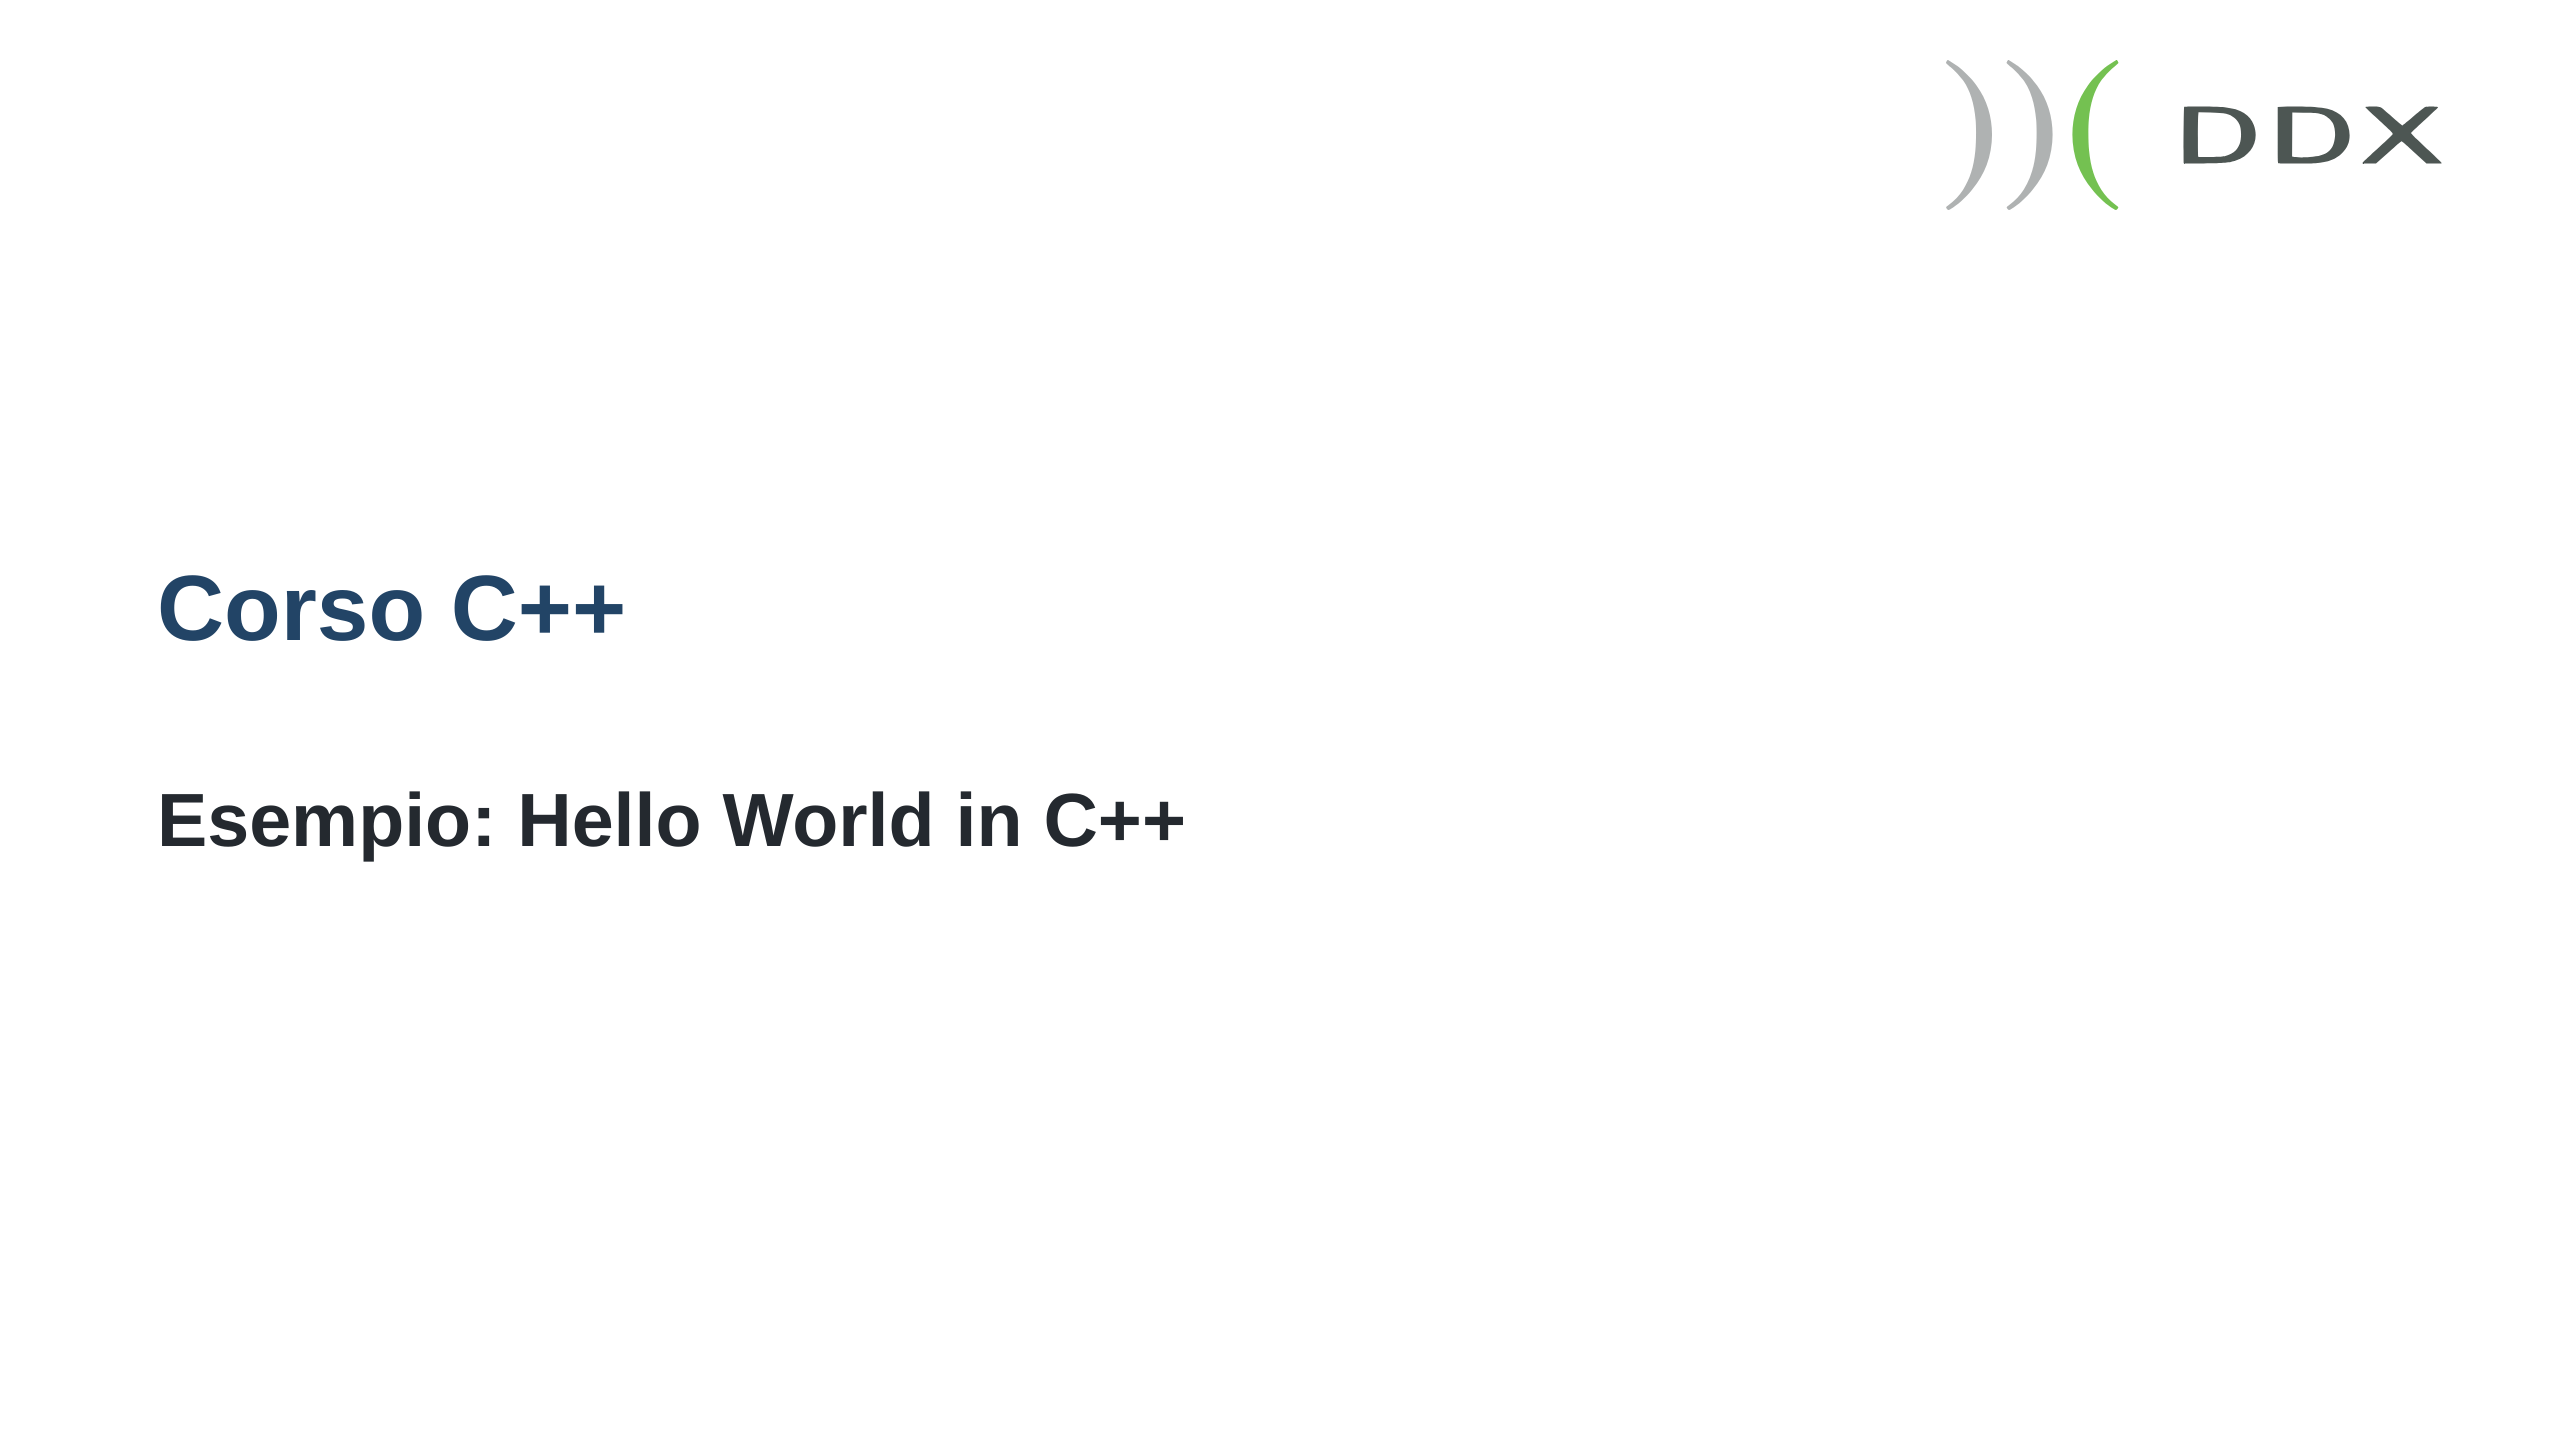 DDX
Corso C++
Esempio: Hello World in C++